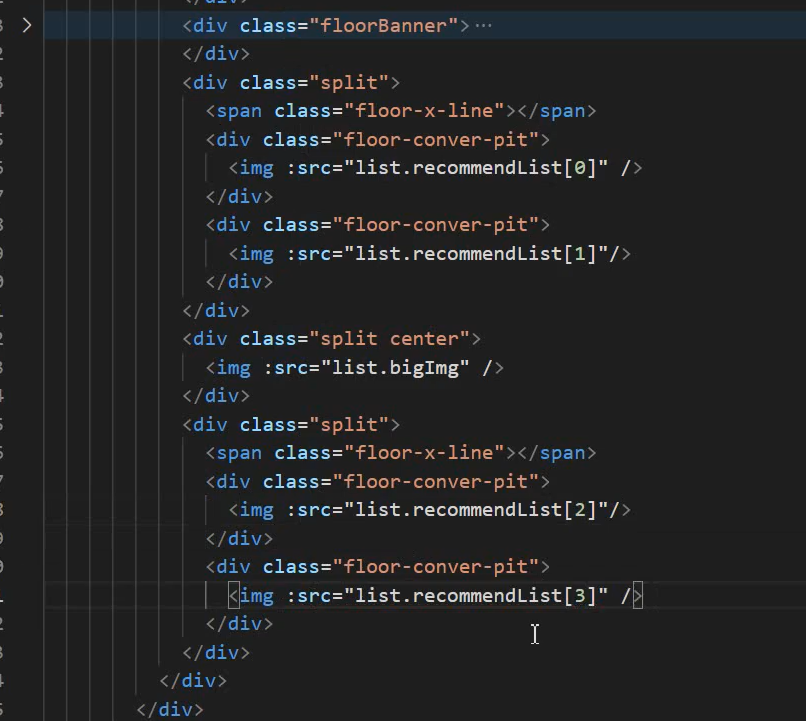 <div class="floorBanner">…
</div>
<div class="split">
<span class="floor-x-line"></span>
<div class="floor-conver-pit">
<img :src="list.recommendList[0]" />
</div>
<div class="floor-conver-pit">
<img :src="list.recommendList[1]"/>
</div>
</div>
<div class="split center">
<img :src="list.bigImg" />
</div>
<div class="split">
<span class="floor-x-line"></span>
<div class="floor-conver-pit">
<img :src="list.recommendList[2]"/>
</div>
<div class="floor-conver-pit">
<img :src="list.recommendList[3]" />
</div>
</div>
</div>
</div>